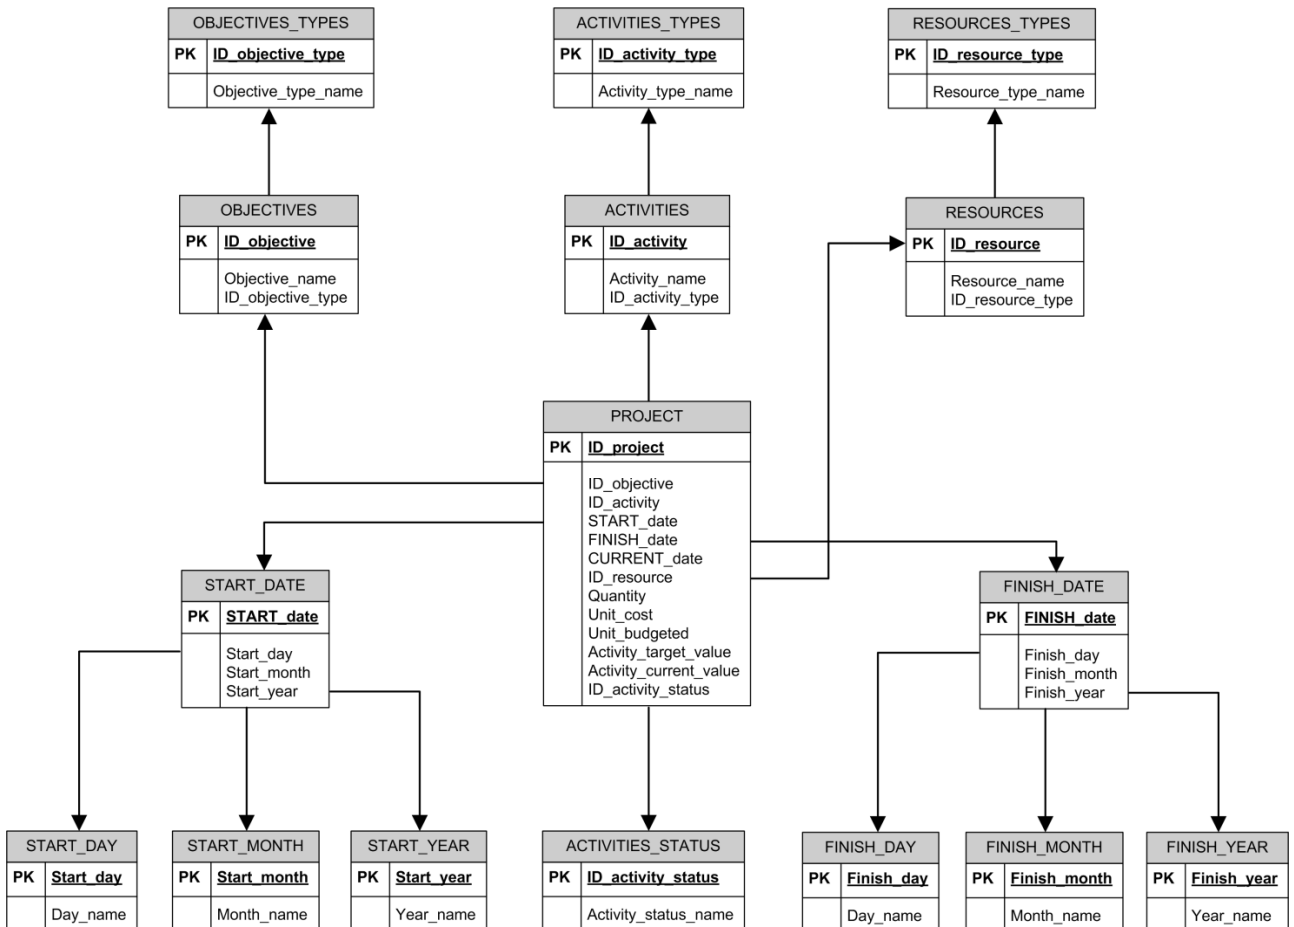 OBJECTIVES_TYPES
PK ID_objective_type
Objective_type_name
ACTIVITIES_TYPES
PK ID_activity_type
Activity_type_name
RESOURCES_TYPES
PK ID_resource_type
Resource_type_name
OBJECTIVES
PK ID_objective
Objective_name
ID_objective_type
ACTIVITIES
PK ID_activity
Activity_name
ID_activity_type
RESOURCES
PK ID_resource
Resource_name
ID_resource_type
PROJECT
PK ID_project
ID_objective
ID_activity
START_date
FINISH_date
CURRENT_date
ID_resource
Quantity
Unit_cost
Unit_budgeted
Activity_target_value
Activity_current_value
ID_activity_status
START_DATE
PK START_date
Start_day
Start_month
Start_year
FINISH_DATE
PK FINISH_date
Finish_day
Finish_month
Finish_year
START_DAY
PK Start_day
Day_name
START_MONTH
PK Start_month
Month_name
START_YEAR
PK Start_year
Year_name
ACTIVITIES_STATUS
PK ID_activity_status
Activity_status_name
FINISH_DAY
PK Finish_day
Day_name
FINISH_MONTH
PK Finish_month
Month_name
FINISH_YEAR
PK Finish_year
Year_name